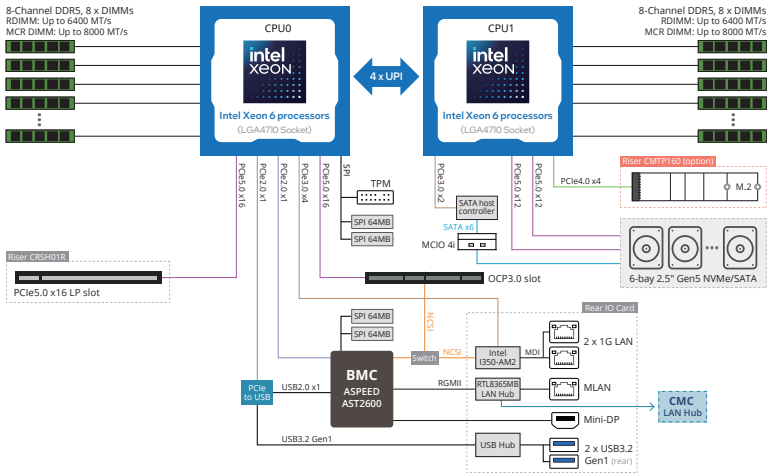 8-Channel DDR5, 8 x DIMMs
RDIMM: Up to 6400 MT/s
MCR DIMM: Up to 8000 MT/s
CPU0
intel
XEON
Intel Xeon 6 processors
(LGA4710 Socket)
4 x UPI
CPU1
intel
XEON
Intel Xeon 6 processors
(LGA4710 Socket)
8-Channel DDR5, 8 x DIMMs
RDIMM: Up to 6400 MT/s
MCR DIMM: Up to 8000 MT/s
PCIe5.0 x16
PCIe2.0 x1
PCIe2.0 x1
PCIe3.0 x4
PCIe5.0 x16
SPI
TPM
SPI 64MB
SPI 64MB
PCIe3.0 x2
PCIe5.0 x12
PCIe5.0 x12
PCIe4.0 x4
SATA host
controller
SATA x6
MCIO 4i
Riser CMTP160 (option)
M.2
6-bay 2.5" Gen5 NVMe/SATA
Riser CRSH01R
PCIe5.0 x16 LP slot
OCP3.0 slot
NCSI
Rear IO Card
SPI 64MB
SPI 64MB
Switch
NCSI
Intel
I350-AM2
MDI
2 x 1G LAN
BMC
ASPEED
AST2600
PCIe
to USB
USB2.0 x1
RGMII
RTL8365MB
LAN Hub
MLAN
CMC
LAN Hub
Mini-DP
USB3.2 Gen1
USB Hub
2 x USB3.2
Gen1 (rear)